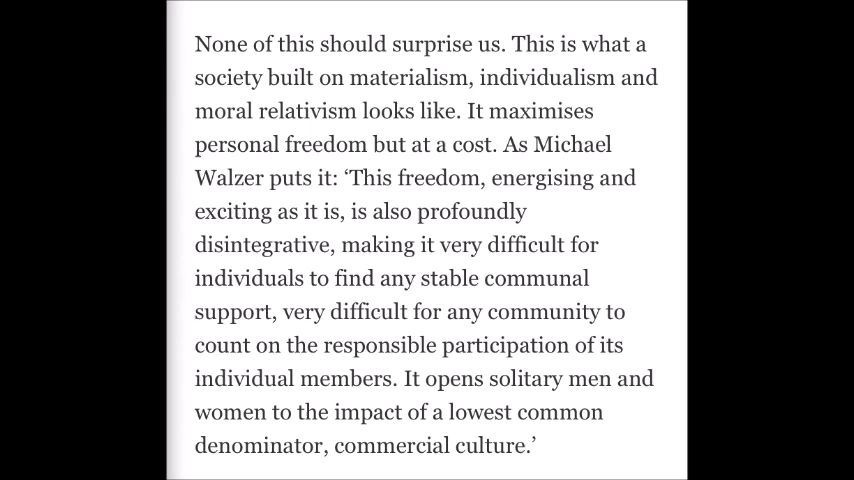 None of this should surprise us. This is what a
society built on materialism, individualism and
moral relativism looks like. It maximises
personal freedom but at a cost. As Michael
Walzer puts it: ‘This freedom, energising and
exciting as it is, is also profoundly
disintegrative, making it very difficult for
individuals to find any stable communal
support, very difficult for any community to
count on the responsible participation of its
individual members. It opens solitary men and
women to the impact of a lowest common
denominator, commercial culture.’